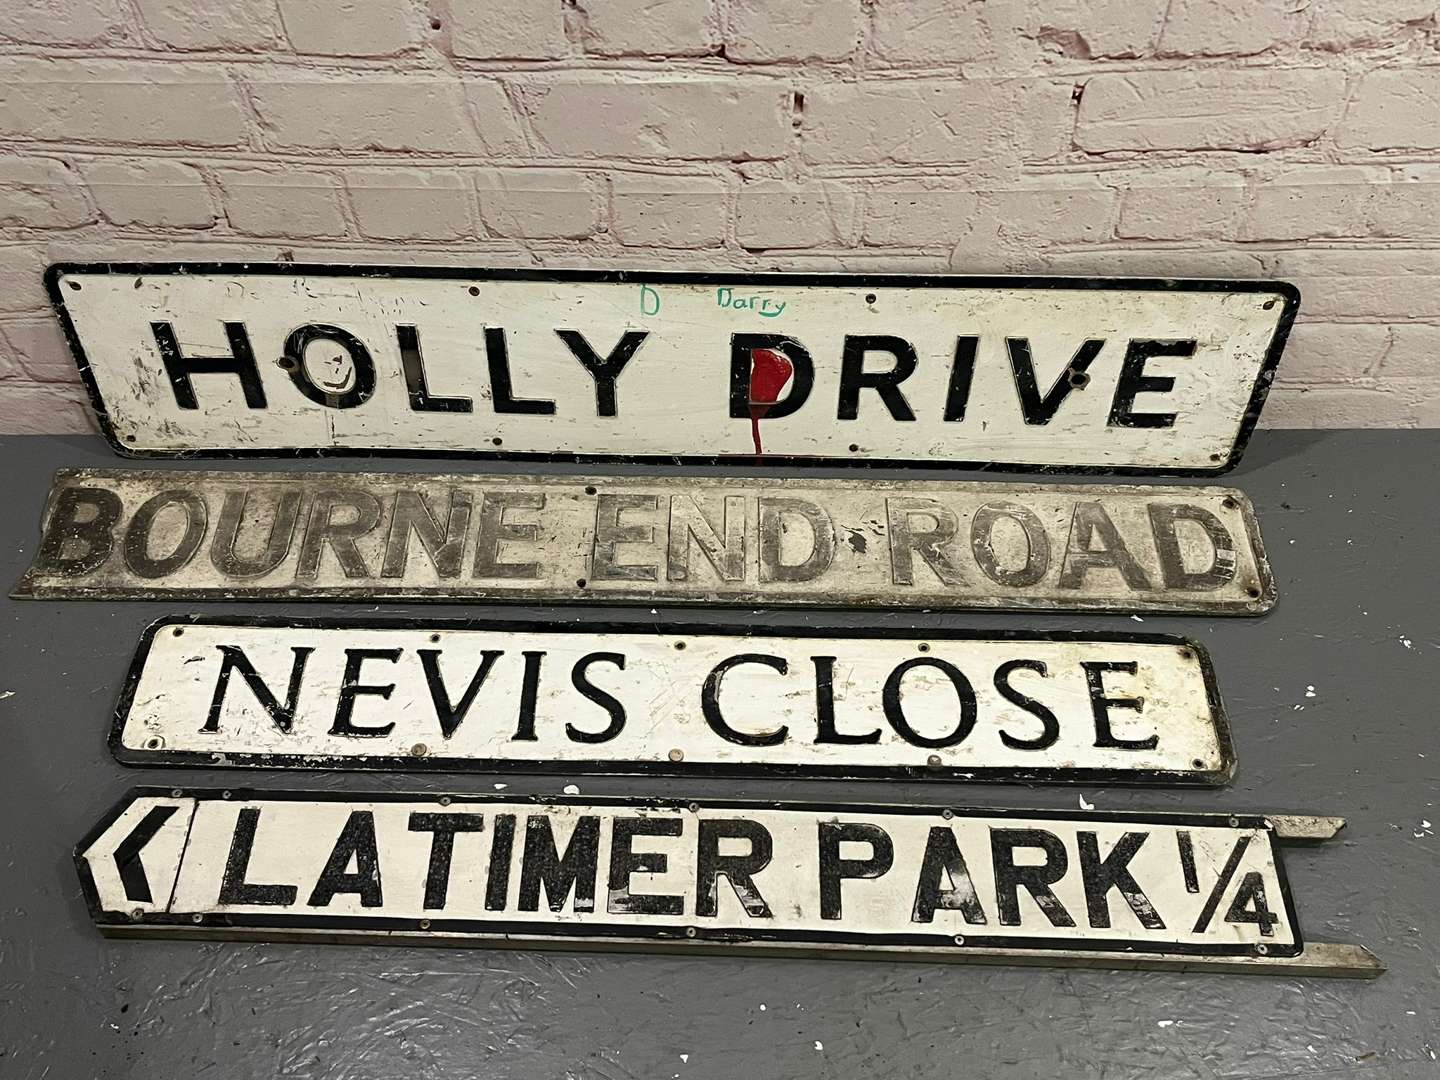 D Darry
HOLLY DRIVE
BOURNE END ROAD
NEVIS CLOSE
LATIMER PARK 1/4